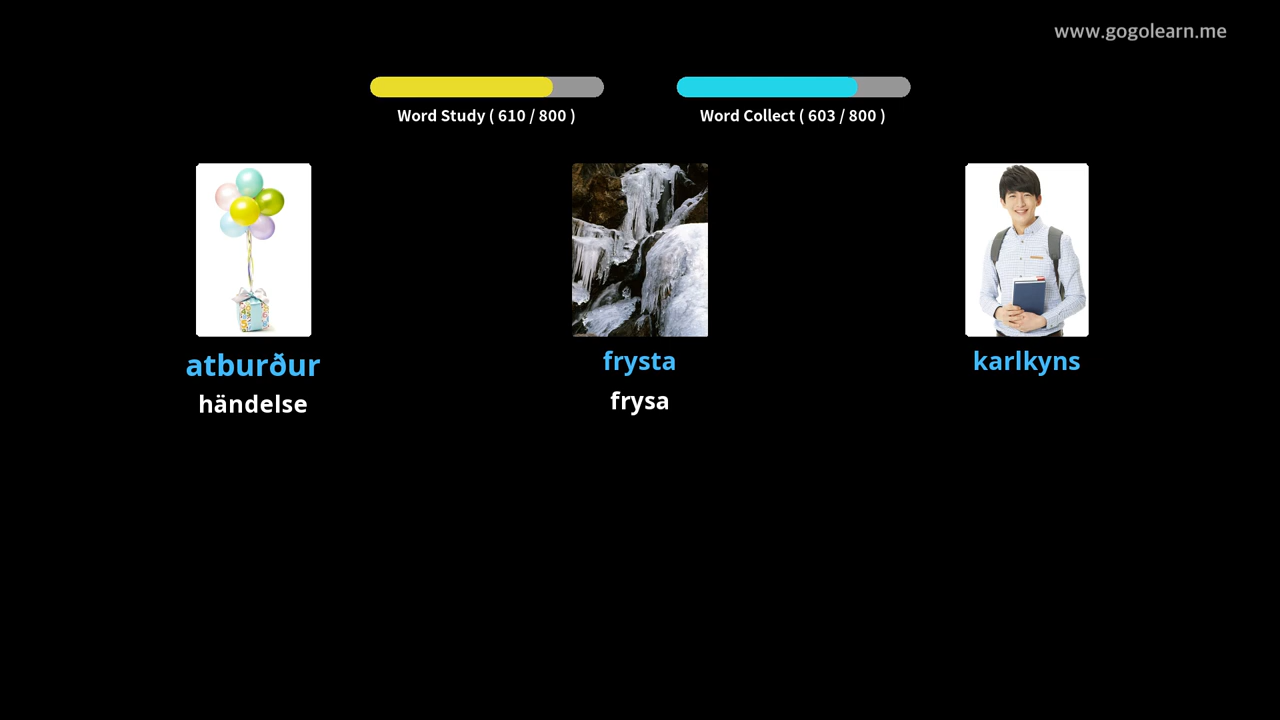 www.gogolearn.me
Word Study ( 610 / 800 )
Word Collect ( 603 / 800 )
atburður
frysta
karlkyns
händelse
frysa